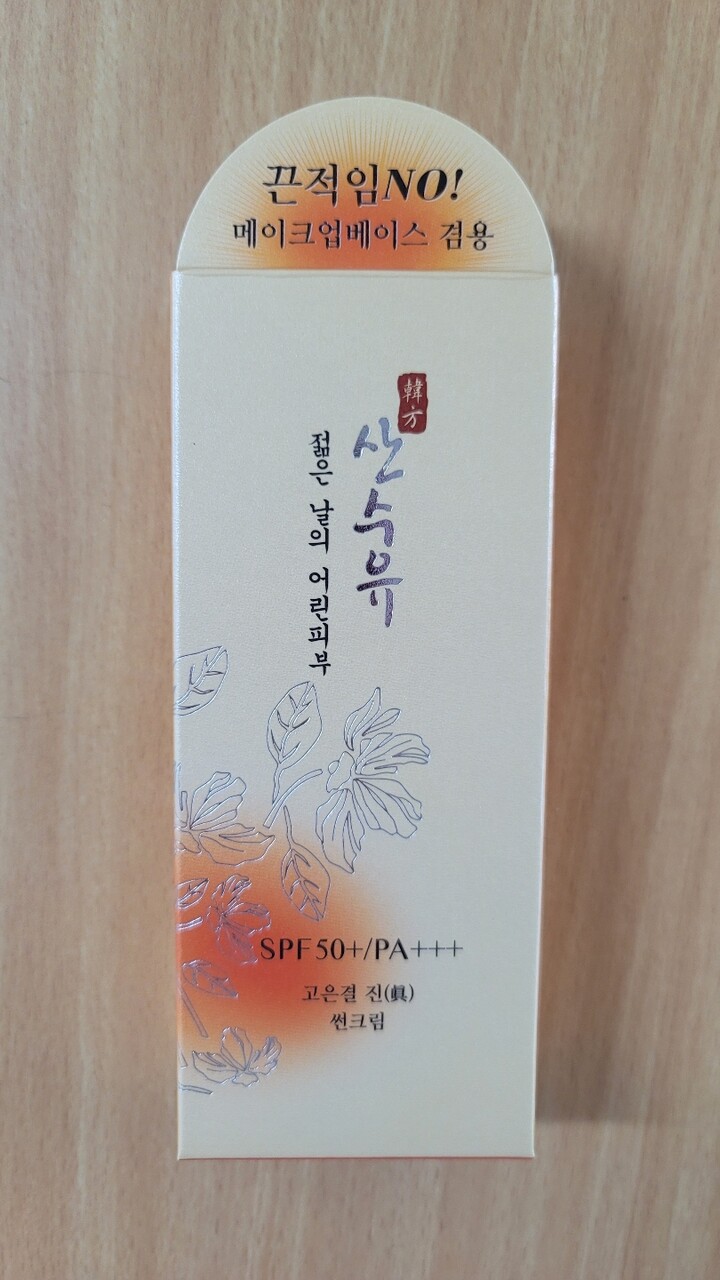 끈적임NO!
메이크업베이스 겸용
韓方
산수유
젊은 날의 어린피부
SPF50+/PA+++
고은결 진(眞)
썬크림